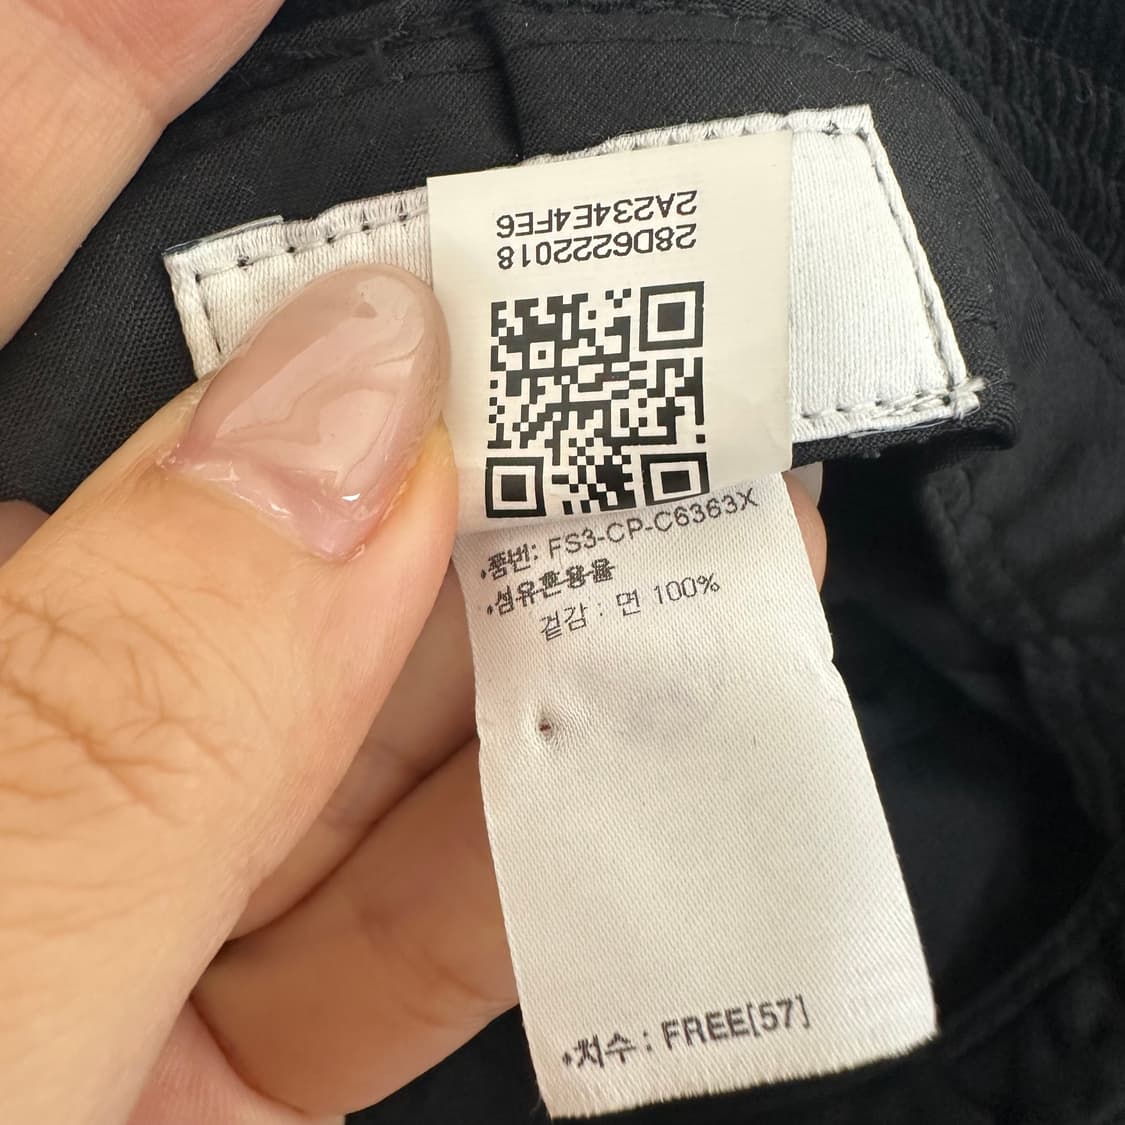 28D6222018
2A234E4FE6
•품번: FS3-CP-C6363X
•섬유혼용율
겉감 : 면 100%
•치수 : FREE[57]